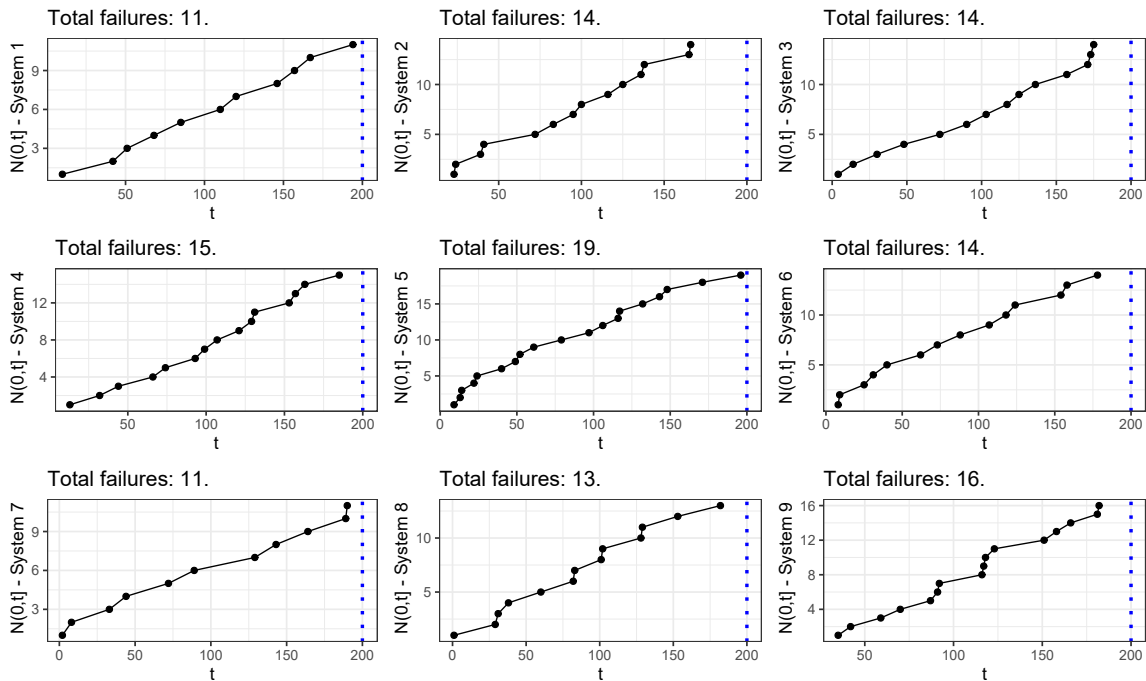 Total failures: 11.
N(0,t] - System 1
9
6
3
50 100 150 200
t
Total failures: 14.
N(0,t] - System 2
10
5
50 100 150 200
t
Total failures: 14.
N(0,t] - System 3
10
5
0 50 100 150 200
t
Total failures: 15.
N(0,t] - System 4
12
8
4
50 100 150 200
t
Total failures: 19.
N(0,t] - System 5
15
10
5
0 50 100 150 200
t
Total failures: 14.
N(0,t] - System 6
10
5
0 50 100 150 200
t
Total failures: 11.
N(0,t] - System 7
9
6
3
0 50 100 150 200
t
Total failures: 13.
N(0,t] - System 8
10
5
0 50 100 150 200
t
Total failures: 16.
N(0,t] - System 9
16
12
8
4
50 100 150 200
t